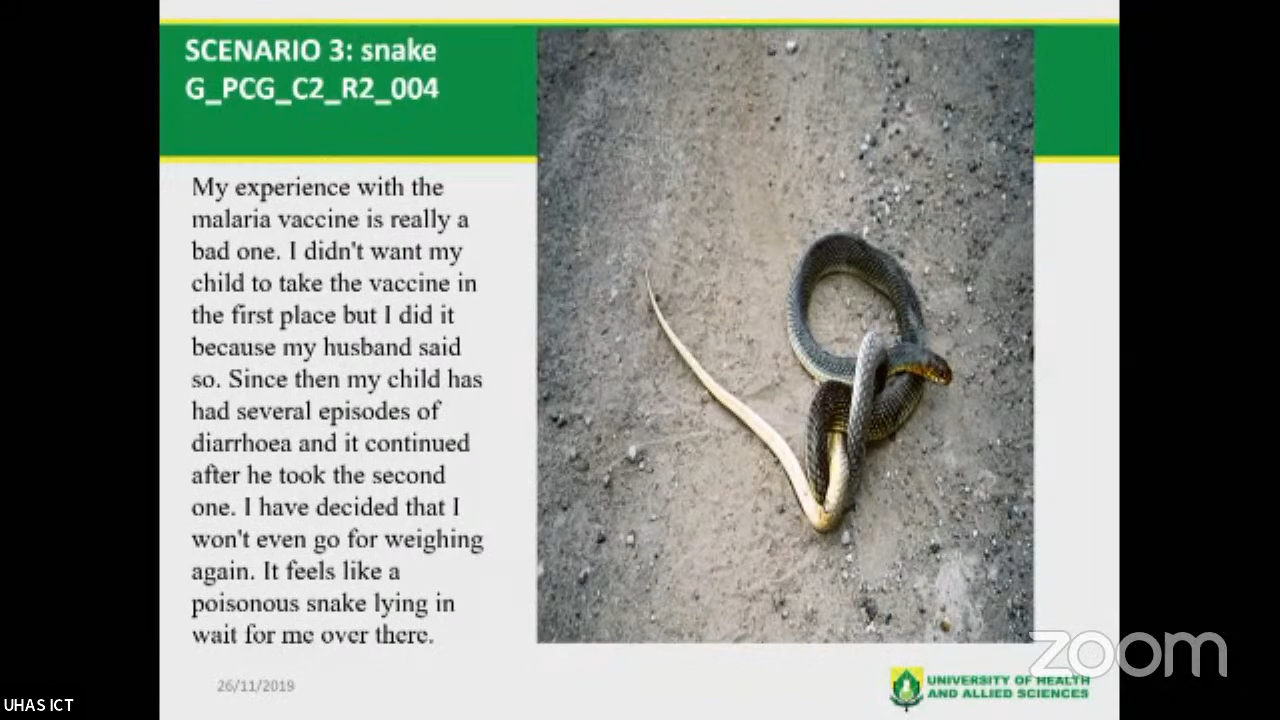 SCENARIO 3: snake
G_PCG_C2_R2_004
My experience with the
malaria vaccine is really a
bad one. I didn't want my
child to take the vaccine in
the first place but I did it
because my husband said
so. Since then my child has
had several episodes of
diarrhoea and it continued
after he took the second
one. I have decided that I
won't even go for weighing
again. It feels like a
poisonous snake lying in
wait for me over there.
26/11/2019
UNIVERSITY OF HEALTH
AND ALLIED SCIENCES
zoom
UHAS ICT